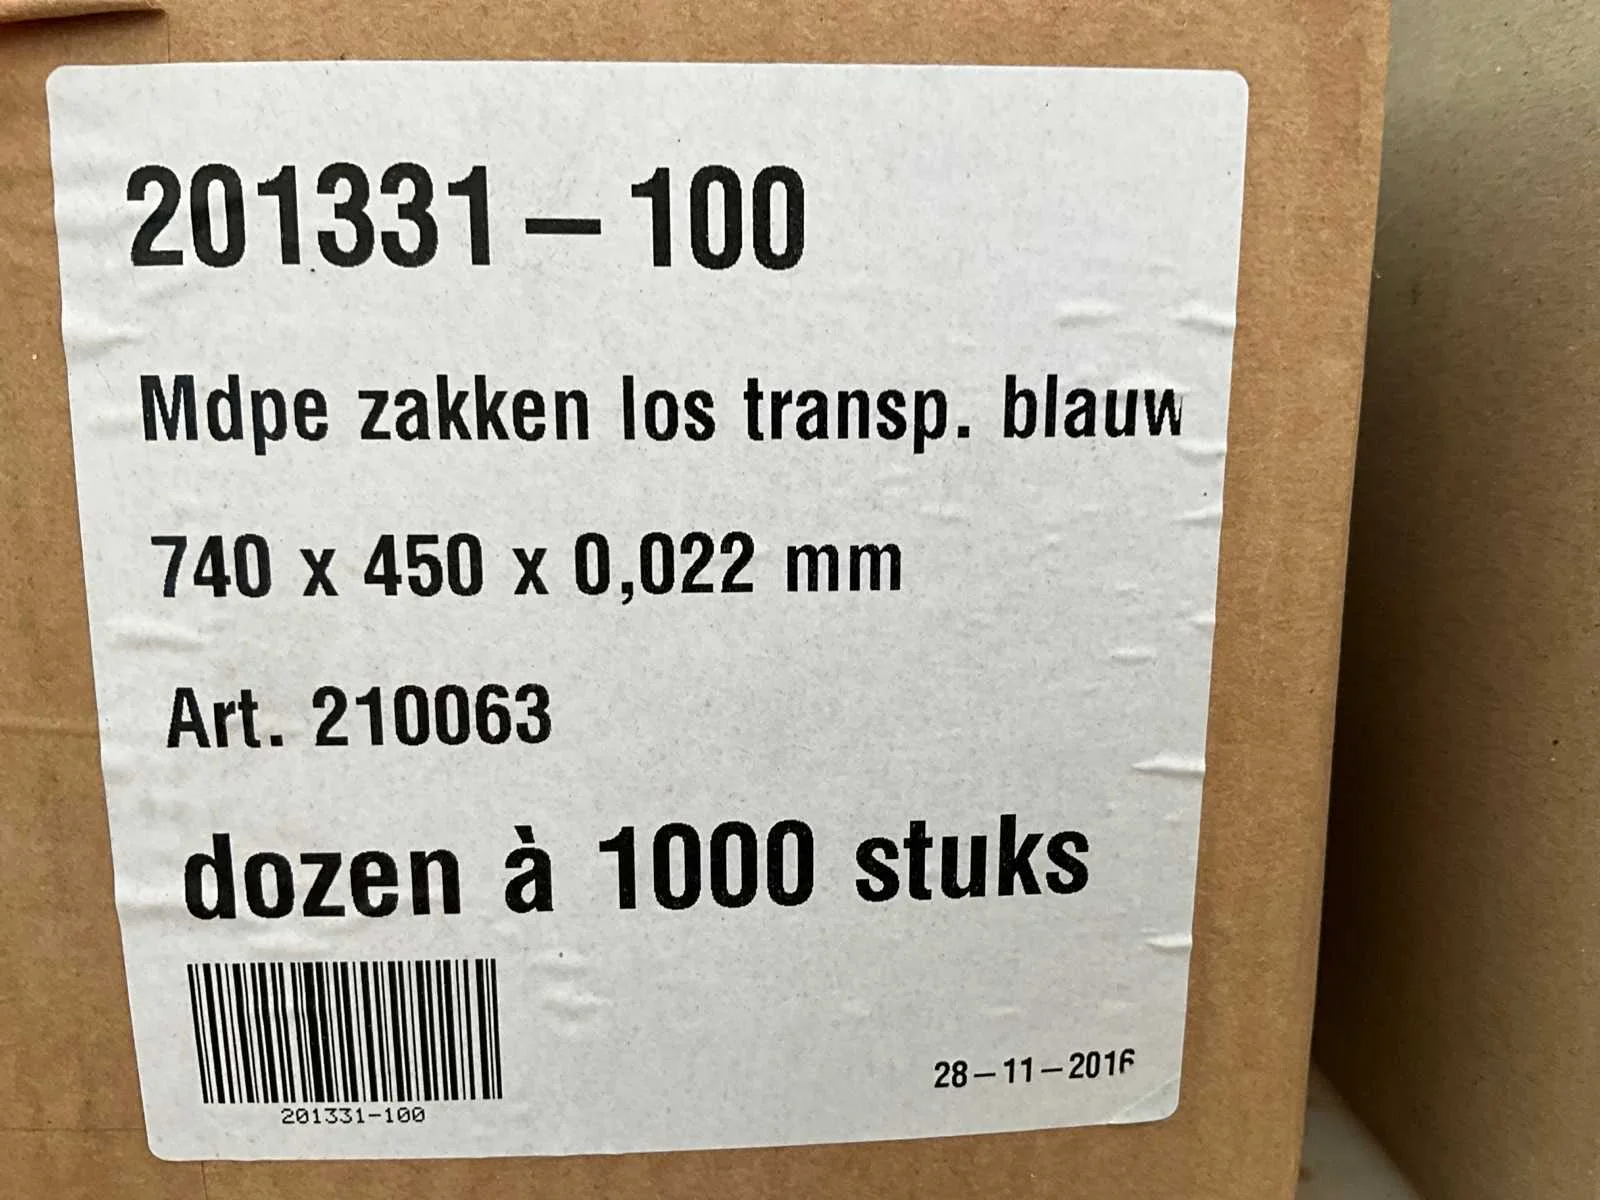 201331-100
Mdpe zakken los transp. blauw
740 x 450 x 0,022 mm
Art. 210063
dozen à 1000 stuks
201331-100
28-11-2016